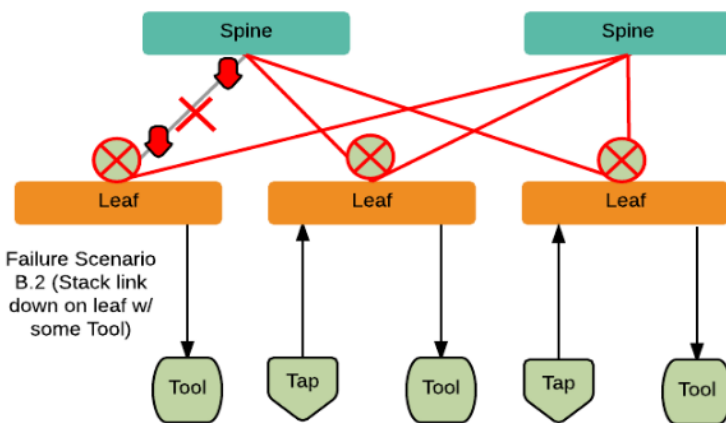 Spine
Spine
Leaf
Leaf
Leaf
Failure Scenario
B.2 (Stack link
down on leaf w/
some Tool)
Tool
Tap
Tool
Tap
Tool